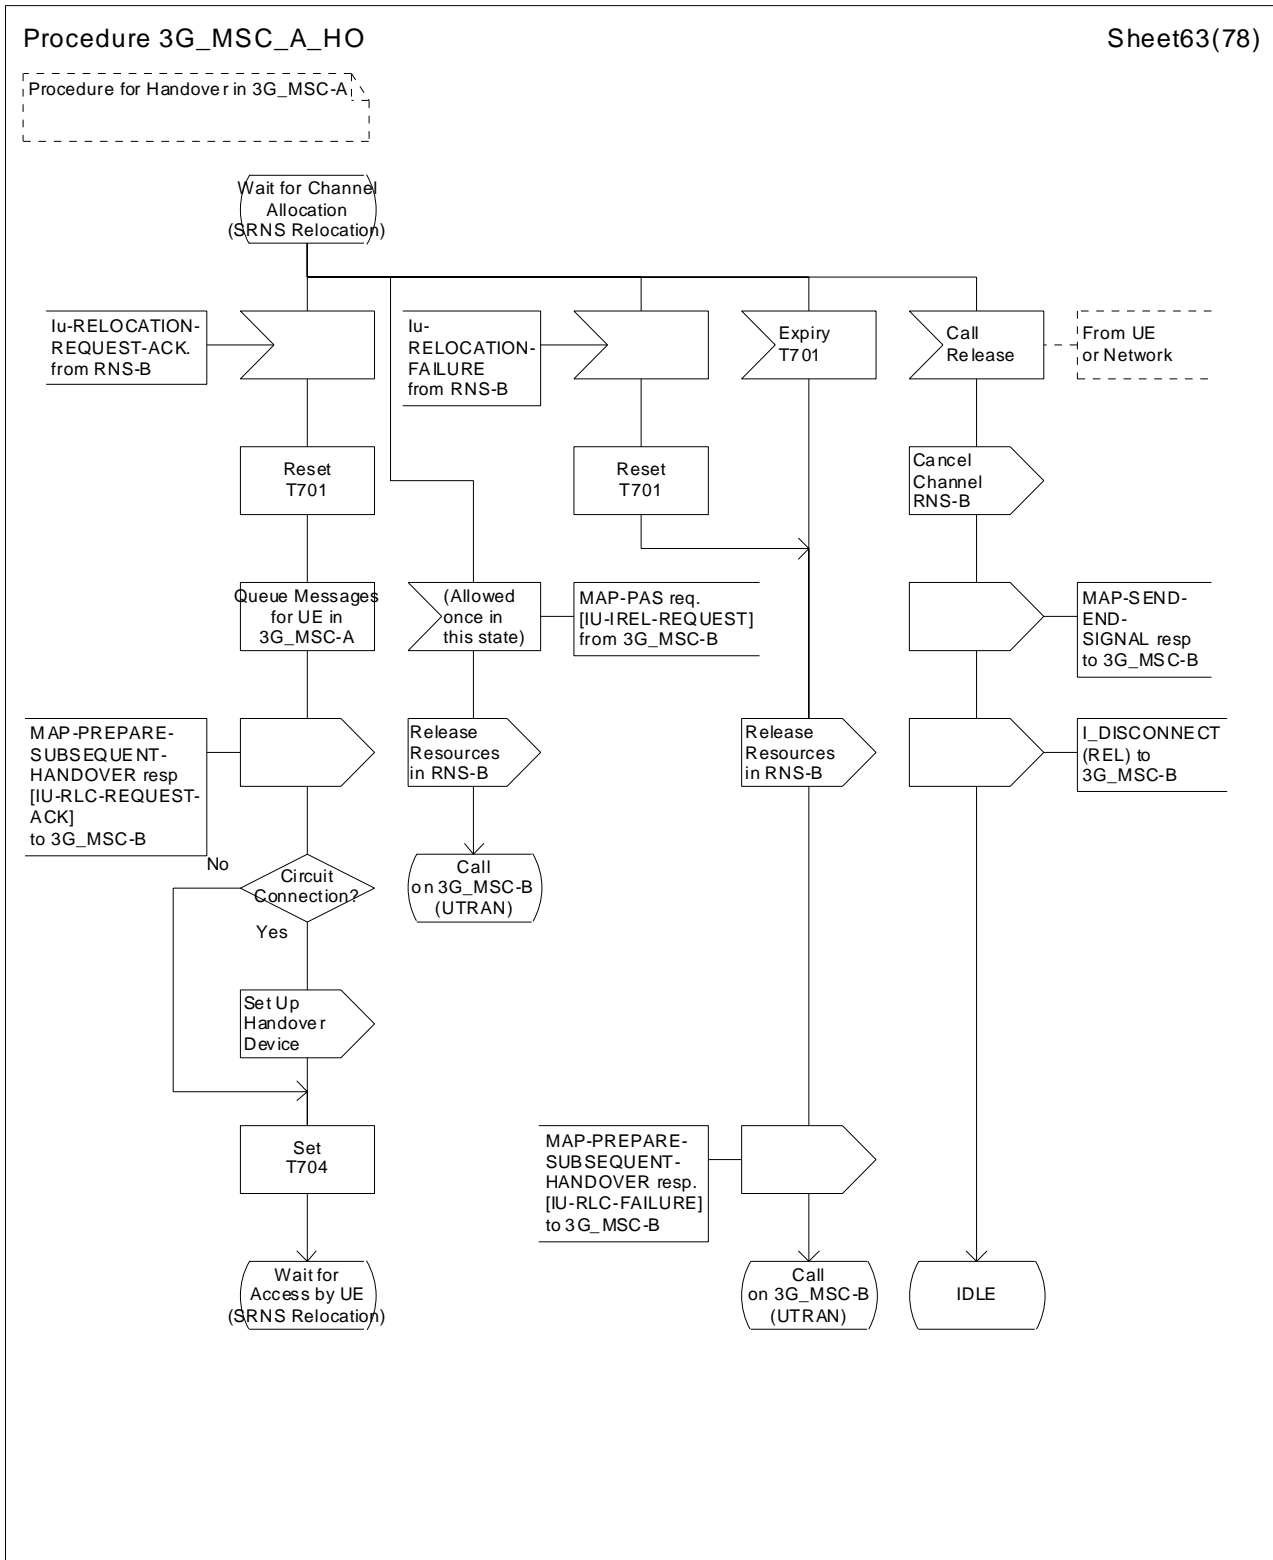 Procedure 3G_MSC_A_HO
Sheet63(78)
Procedure for Handover in 3G_MSC-A
Wait for Channel
Allocation
(SRNS Relocation)
Iu-RELOCATION-
REQUEST-ACK.
from RNS-B
Iu-
RELOCATION-
FAILURE
from RNS-B
Expiry
T701
Call
Release
From UE
or Network
Reset
T701
Reset
T701
Cancel
Channel
RNS-B
Queue Messages
for UE in
3G_MSC-A
(Allowed
once in
this state)
MAP-PAS req.
[IU-IREL-REQUEST]
from 3G_MSC-B
MAP-SEND-
END-
SIGNAL resp
to 3G_MSC-B
MAP-PREPARE-
SUBSEQUENT-
HANDOVER resp
[IU-RLC-REQUEST-
ACK]
to 3G_MSC-B
Release
Resources
in RNS-B
Release
Resources
in RNS-B
I_DISCONNECT
(REL) to
3G_MSC-B
No
Circuit
Connection?
Yes
Call
on 3G_MSC-B
(UTRAN)
Set Up
Handover
Device
Set
T704
MAP-PREPARE-
SUBSEQUENT-
HANDOVER resp.
[IU-RLC-FAILURE]
to 3G_MSC-B
Wait for
Access by UE
(SRNS Relocation)
Call
on 3G_MSC-B
(UTRAN)
IDLE